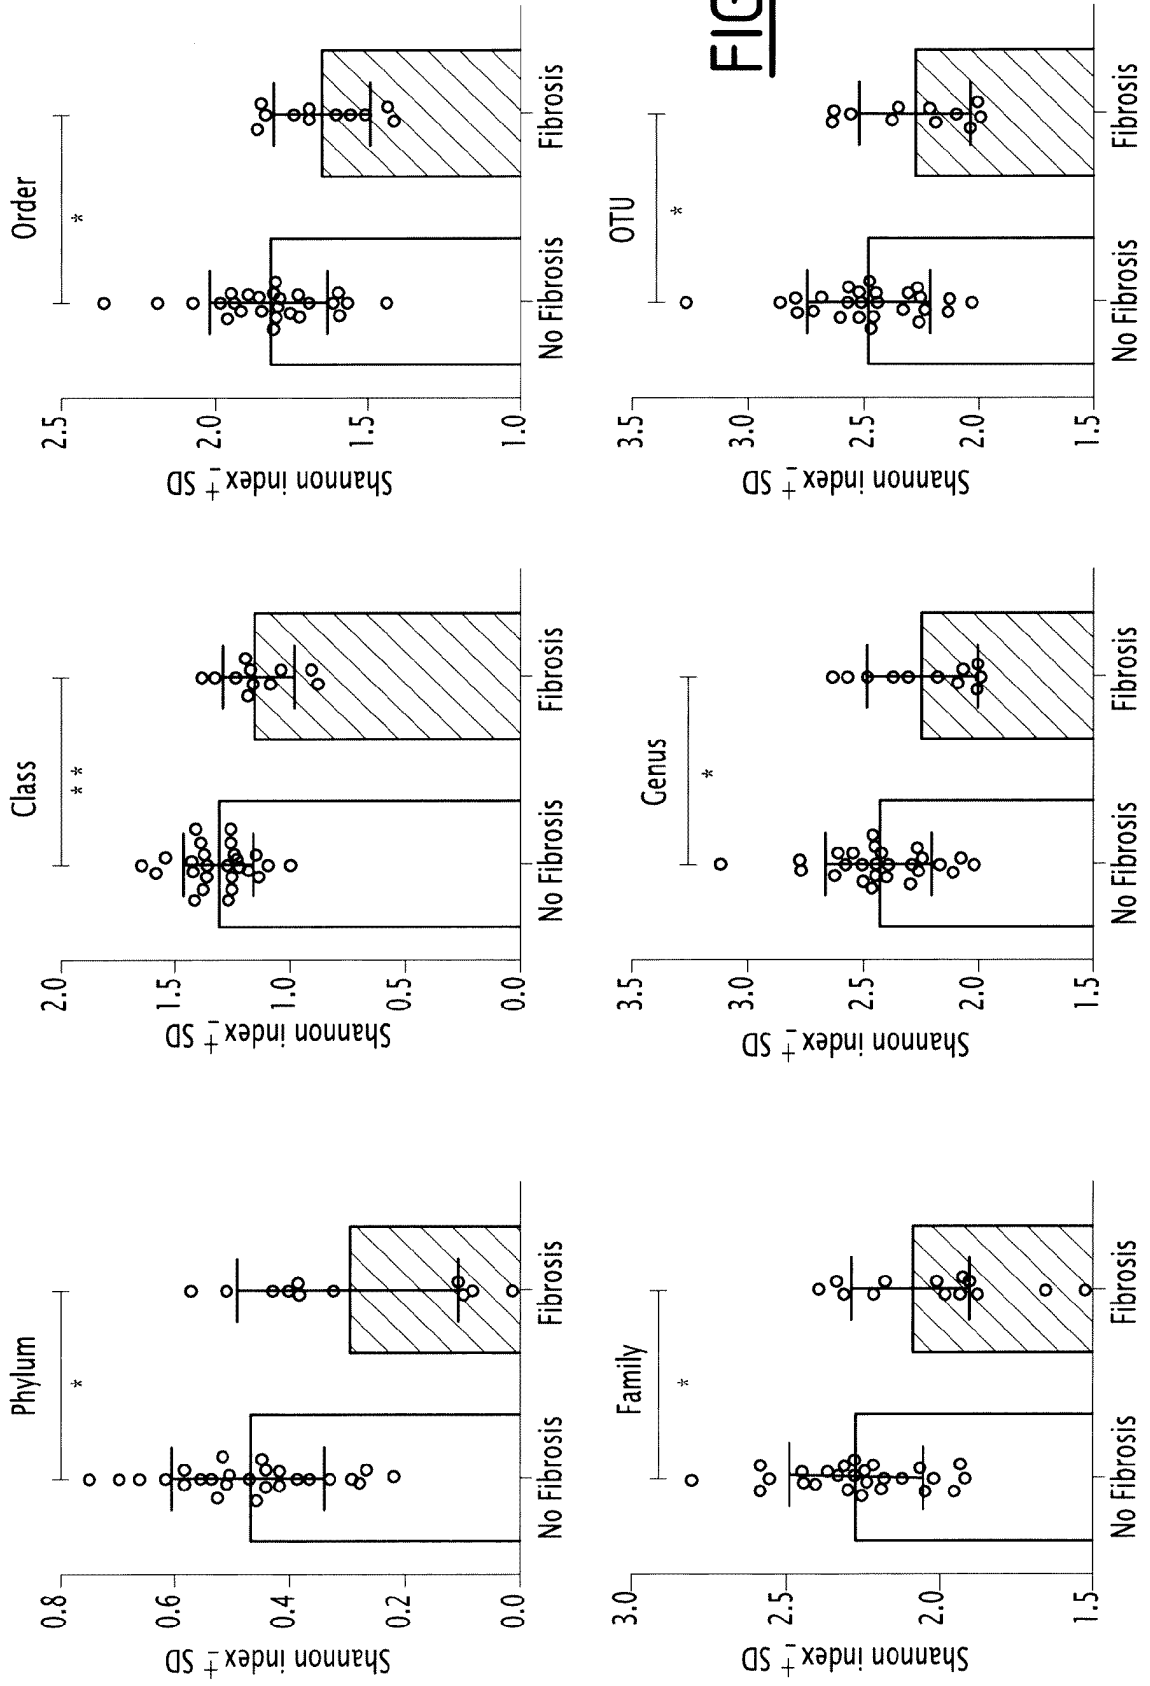 Phylum
*
Shannon index ± SD
0.8
0.6
0.4
0.2
0.0
No Fibrosis
Fibrosis
Class
**
Shannon index ± SD
2.0
1.5
1.0
0.5
0.0
No Fibrosis
Fibrosis
Order
*
Shannon index ± SD
2.5
2.0
1.5
1.0
No Fibrosis
Fibrosis
Family
*
Shannon index ± SD
3.0
2.5
2.0
1.5
No Fibrosis
Fibrosis
Genus
*
Shannon index ± SD
3.5
3.0
2.5
2.0
1.5
No Fibrosis
Fibrosis
OTU
*
Shannon index ± SD
3.5
3.0
2.5
2.0
1.5
No Fibrosis
Fibrosis